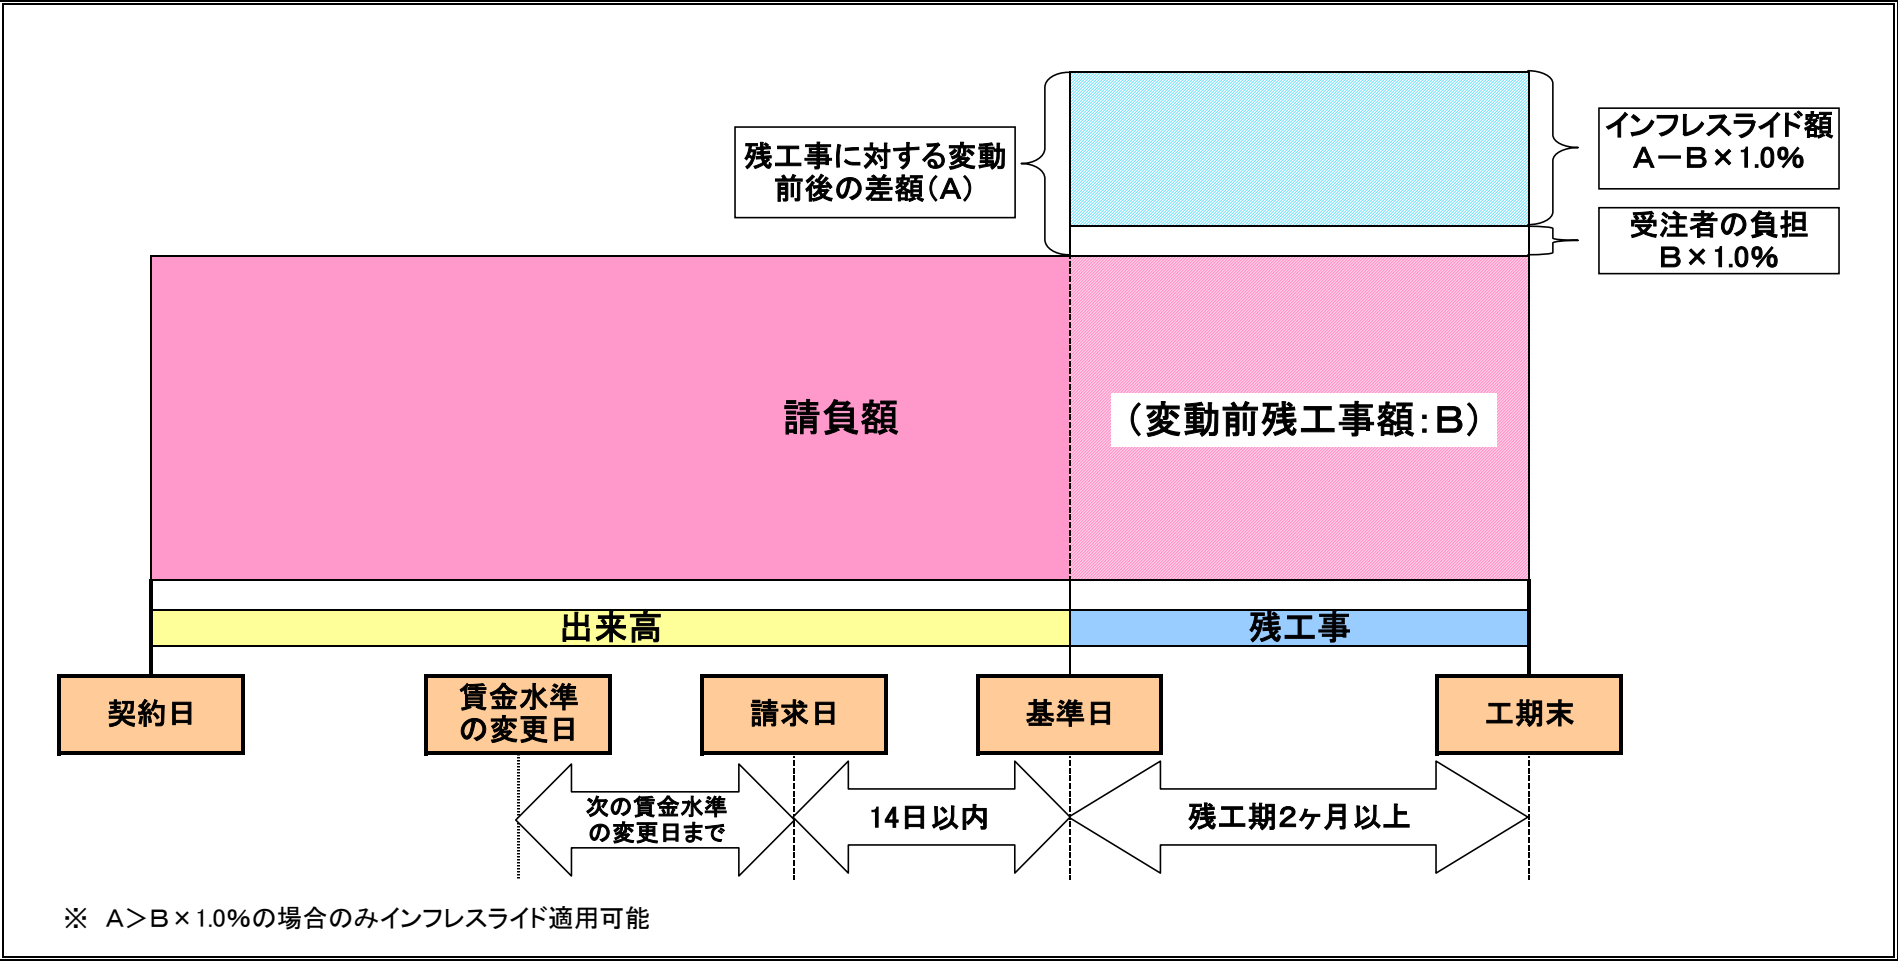 残工事に対する変動
前後の差額(A)
インフレスライド額
A-B×1.0%
受注者の負担
B×1.0%
請負額
(変動前残工事額:B)
出来高
残工事
契約日
賃金水準
の変更日
請求日
基準日
工期末
次の賃金水準
の変更日まで
14日以内
残工期2ヶ月以上
※ A>B×1.0%の場合のみインフレスライド適用可能